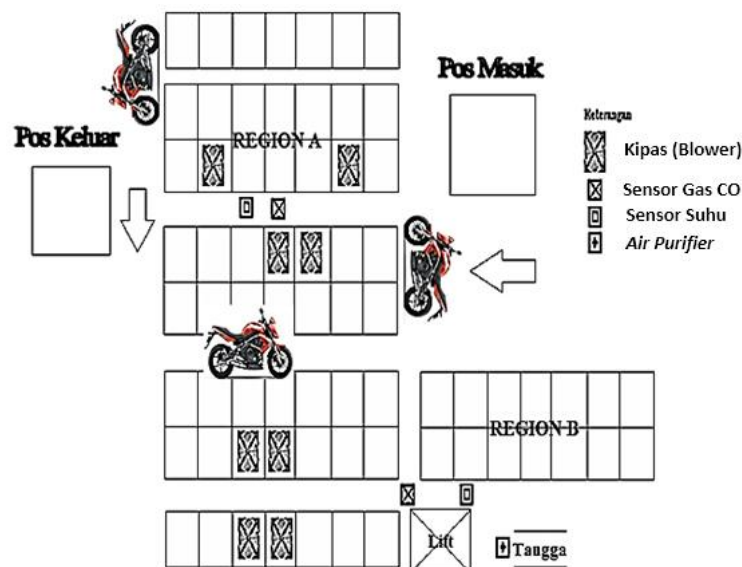 Pos Masuk
Keterangan
Pos Keluar
REGION A
Kipas (Blower)
Sensor Gas CO
Sensor Suhu
Air Purifier
REGION B
Lift
Tangga